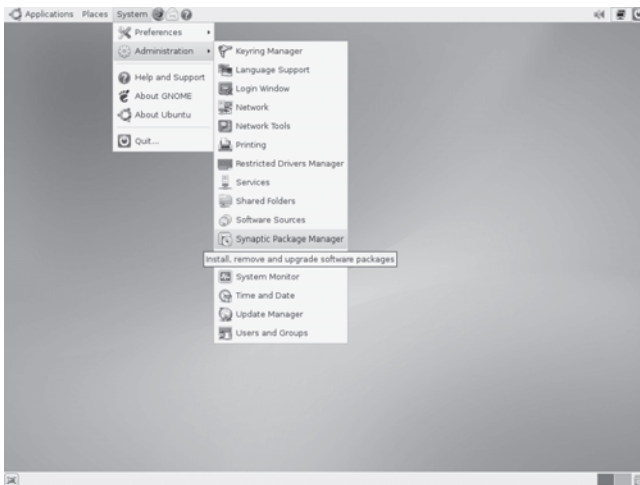 Applications Places System
Preferences
Administration
Help and Support
About GNOME
About Ubuntu
Quit...
Keyring Manager
Language Support
Login Window
Network
Network Tools
Printing
Restricted Drivers Manager
Services
Shared Folders
Software Sources
Synaptic Package Manager
Install, remove and upgrade software packages
System Monitor
Time and Date
Update Manager
Users and Groups